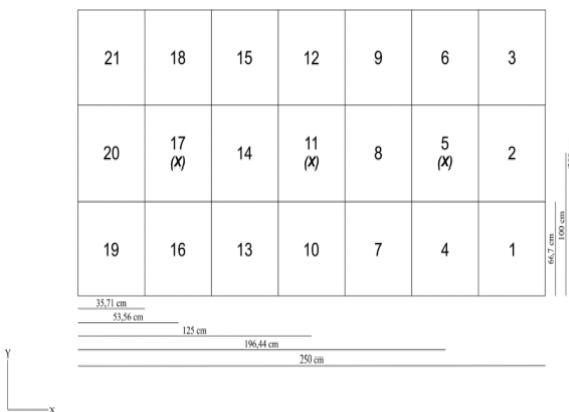 21 18 15 12 9 6 3
20 17 14 11 8 5 2
(X) (X) (X)
19 16 13 10 7 4 1
66,7 cm
100 cm
35,71 cm
53,56 cm
125 cm
196,44 cm
250 cm
Y
X